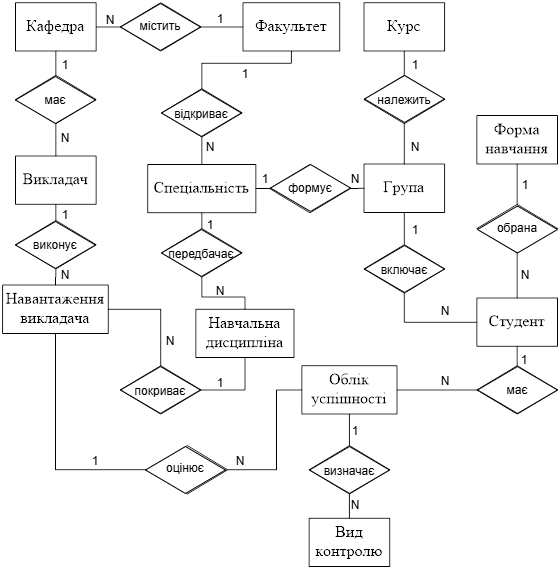 Кафедра
N
містить
1
Факультет
Курс
1
1
1
має
відкриває
належить
N
N
N
Форма
навчання
Викладач
Спеціальність
1
формує
N
Група
1
1
1
1
виконує
передбачає
включає
обрана
N
N
N
N
Навантаження
викладача
Навчальна
дисципліна
Студент
N
покриває
1
1
Облік
успішності
N
має
1
1
оцінює
N
визначає
N
Вид
контролю